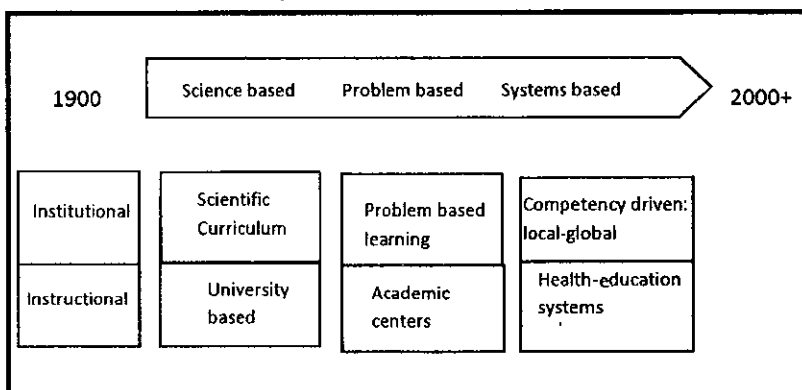 1900
Science based Problem based Systems based
2000+
Institutional
Scientific
Curriculum
Problem based
learning
Competency driven:
local-global
Instructional
University
based
Academic
centers
Health-education
systems